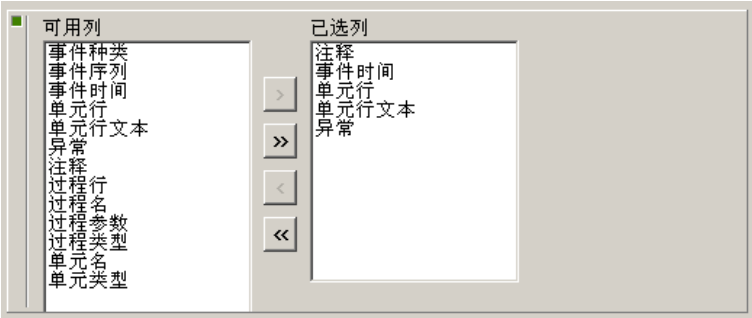 可用列
事件种类
事件序列
事件时间
单元行
单元行文本
异常
注释
过程行
过程名
过程参数
过程类型
单元名
单元类型
>
>>
<
<<
已选列
注释
事件时间
单元行
单元行文本
异常